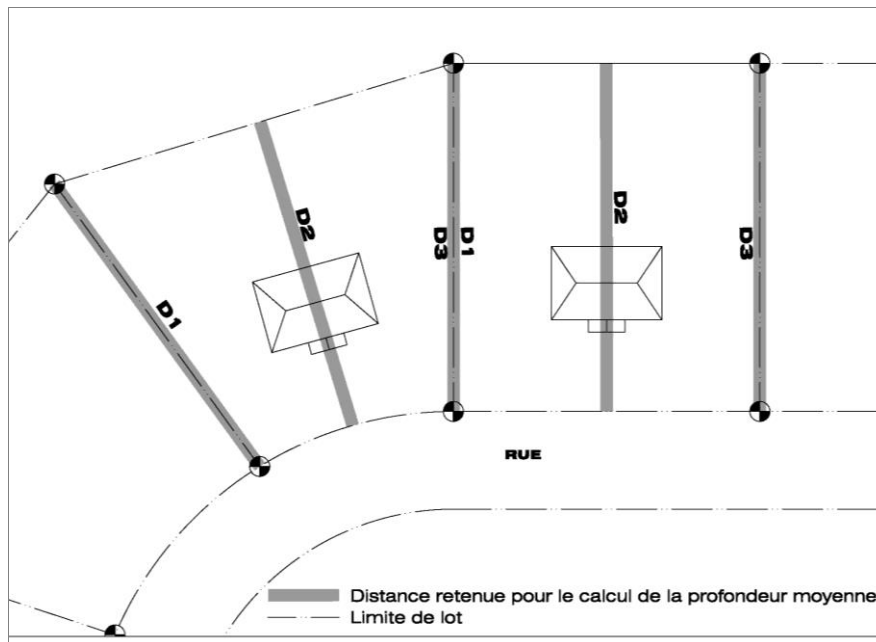 D1
D2
D3
D1
D2
D3
RUE
Distance retenue pour le calcul de la profondeur moyenne
Limite de lot